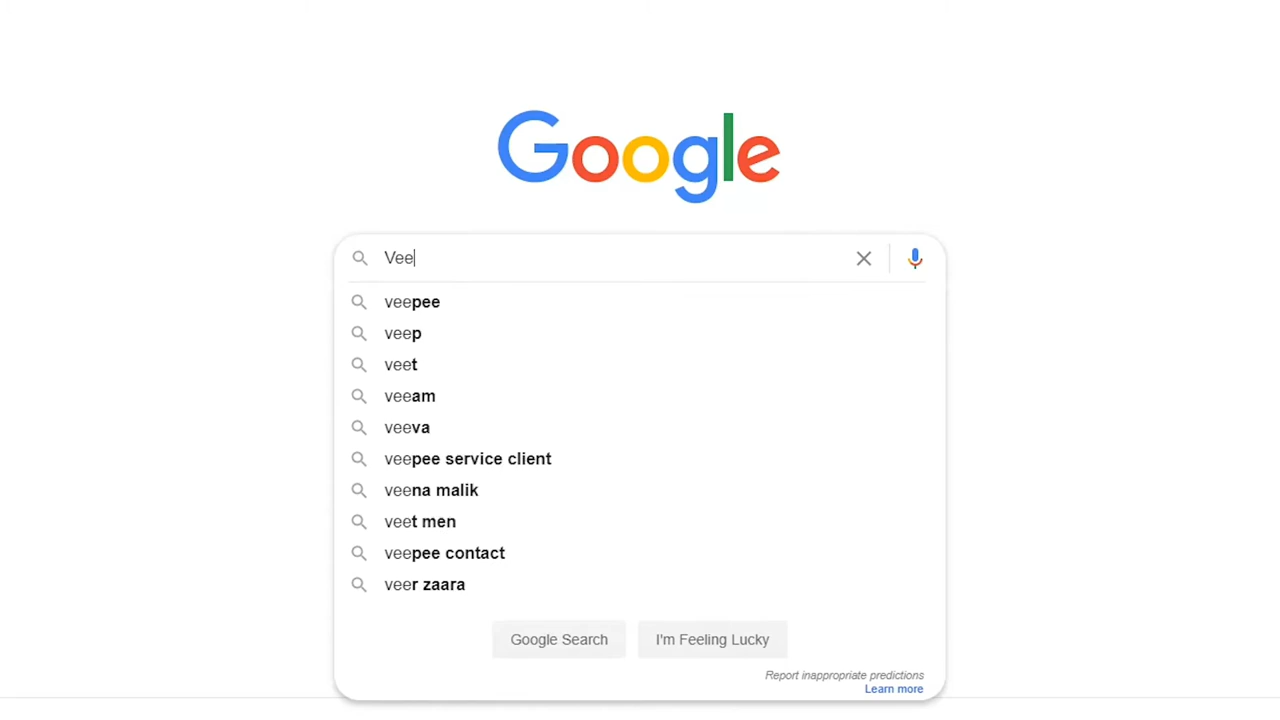 Google
Vee
veepee
veep
veet
veeam
veeva
veepee service client
veena malik
veet men
veepee contact
veer zaara
Google Search I'm Feeling Lucky
Report inappropriate predictions
Learn more